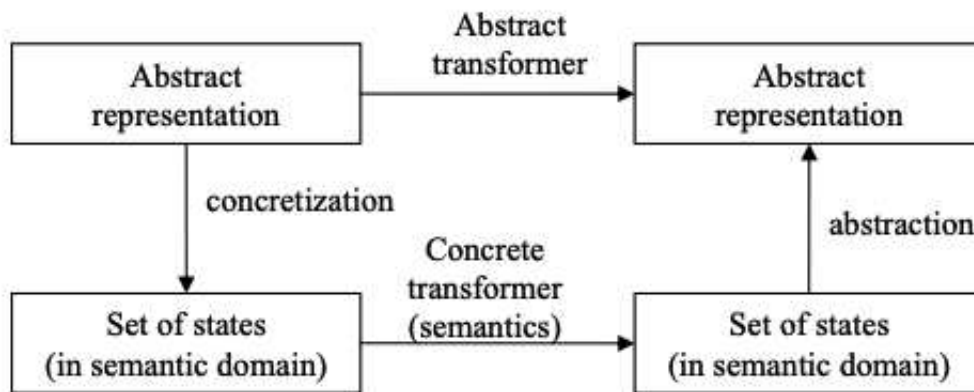 Abstract
transformer
Abstract
representation
Abstract
representation
concretization
abstraction
Concrete
transformer
(semantics)
Set of states
(in semantic domain)
Set of states
(in semantic domain)